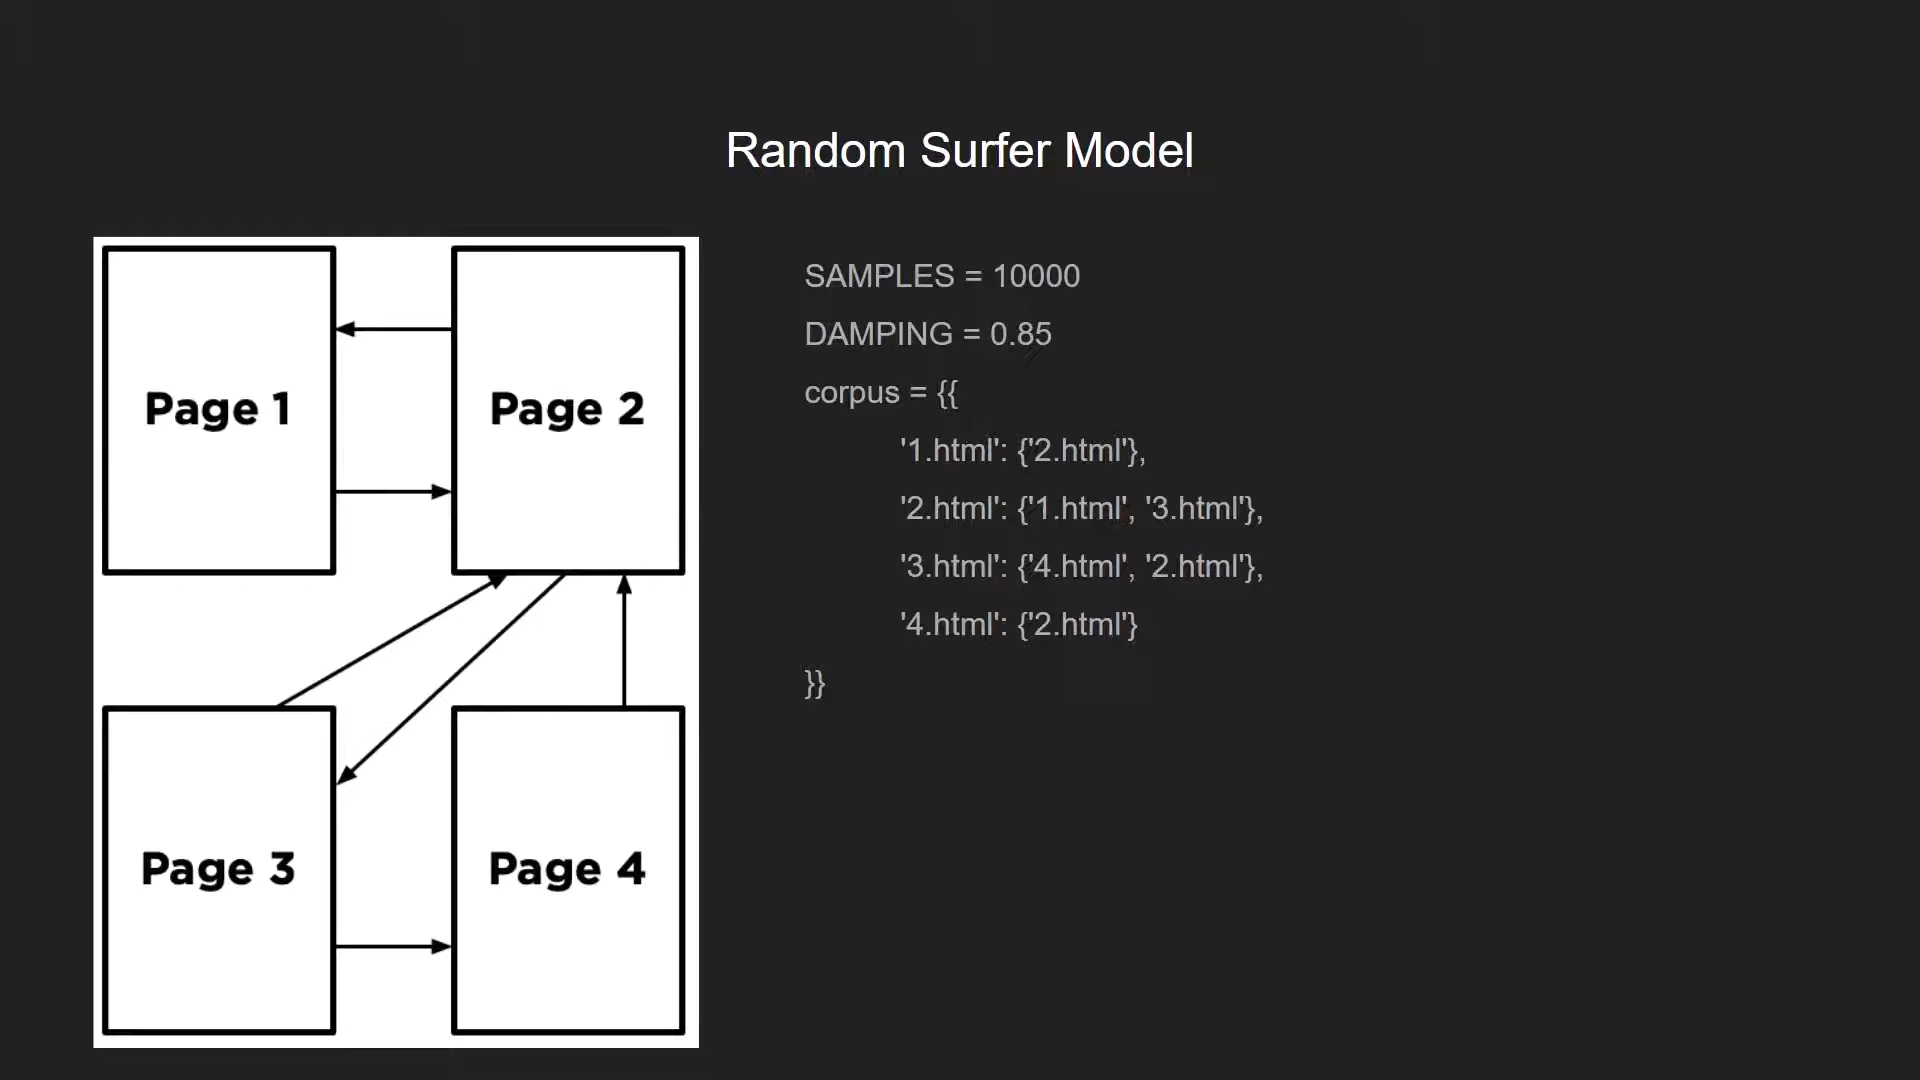 Random Surfer Model
Page 1
Page 2
Page 3
Page 4
SAMPLES = 10000
DAMPING = 0.85
corpus = {{
'1.html': {'2.html'},
'2.html': {'1.html', '3.html'},
'3.html': {'4.html', '2.html'},
'4.html': {'2.html'}
}}